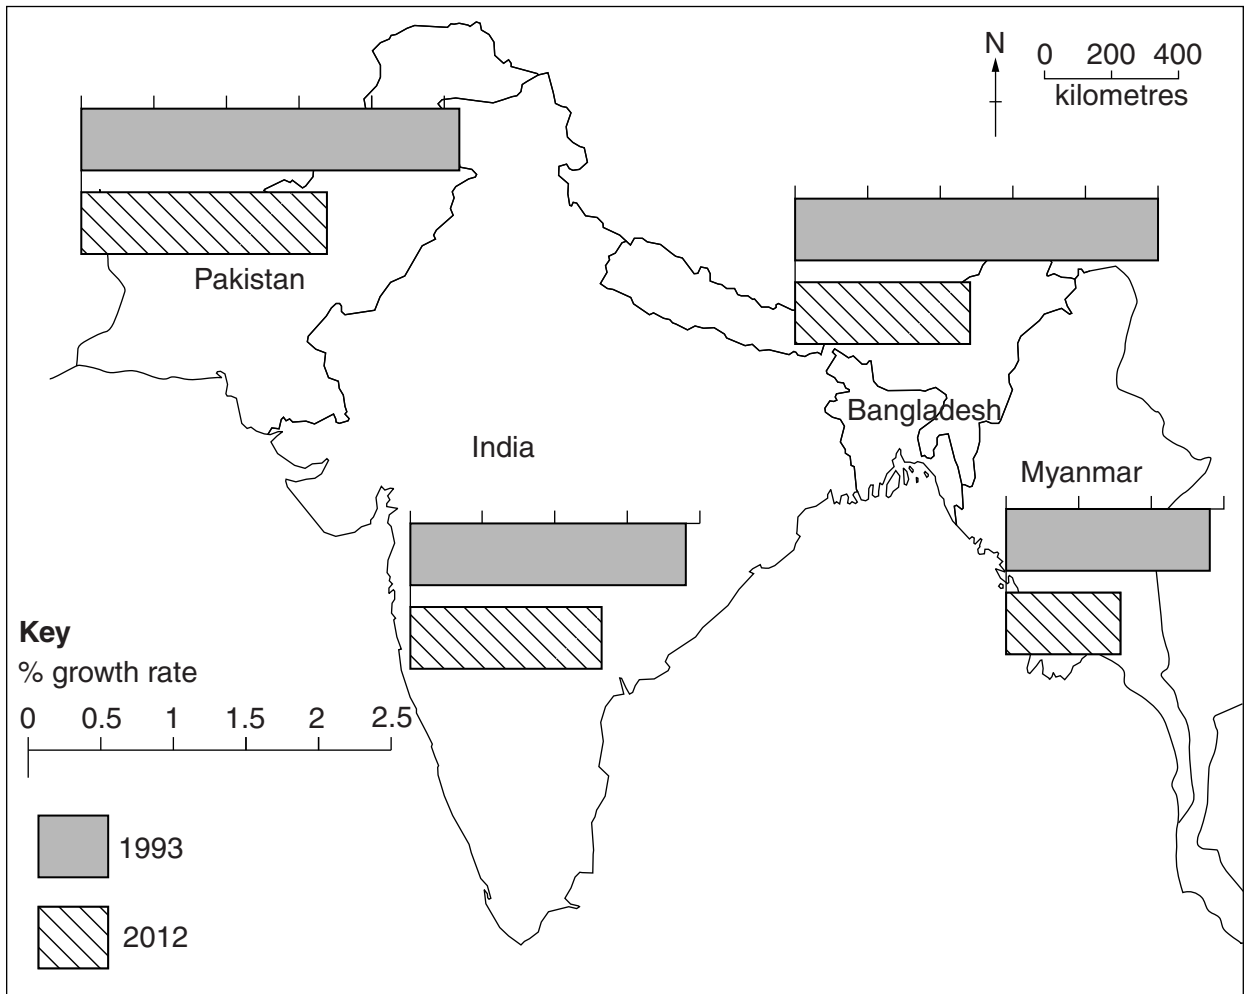 N
0 200 400
kilometres
Pakistan
Bangladesh
India
Myanmar
Key
% growth rate
0 0.5 1 1.5 2 2.5
1993
2012